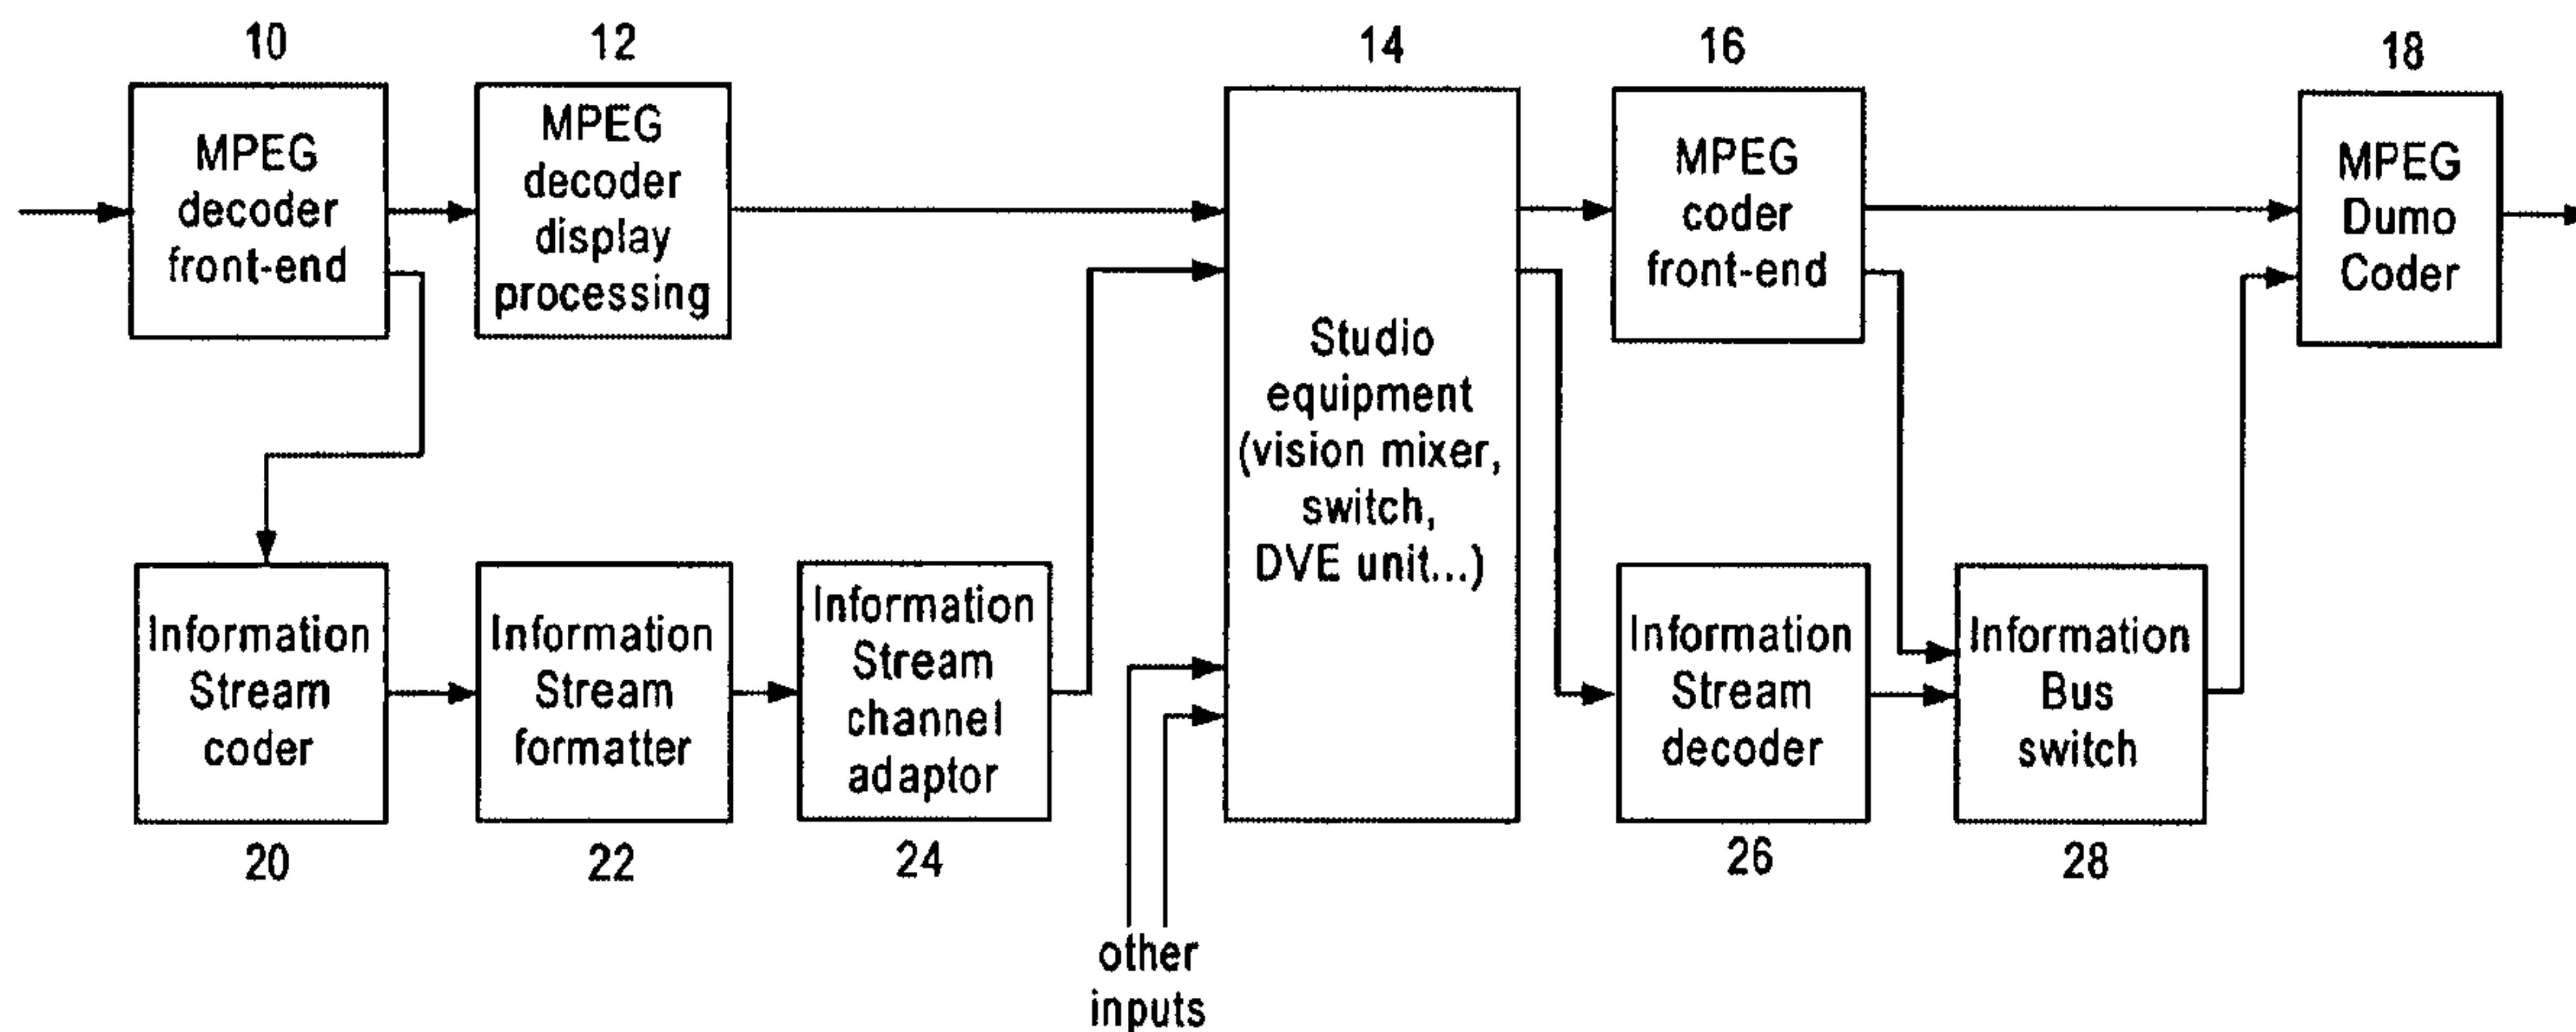 10
12
14
16
18
MPEG
decoder
front-end
MPEG
decoder
display
processing
Studio
equipment
(vision mixer,
switch,
DVE unit...)
MPEG
coder
front-end
MPEG
Dumo
Coder
Information
Stream
coder
Information
Stream
formatter
Information
Stream
channel
adaptor
Information
Stream
decoder
Information
Bus
switch
20
22
24
26
28
other
inputs